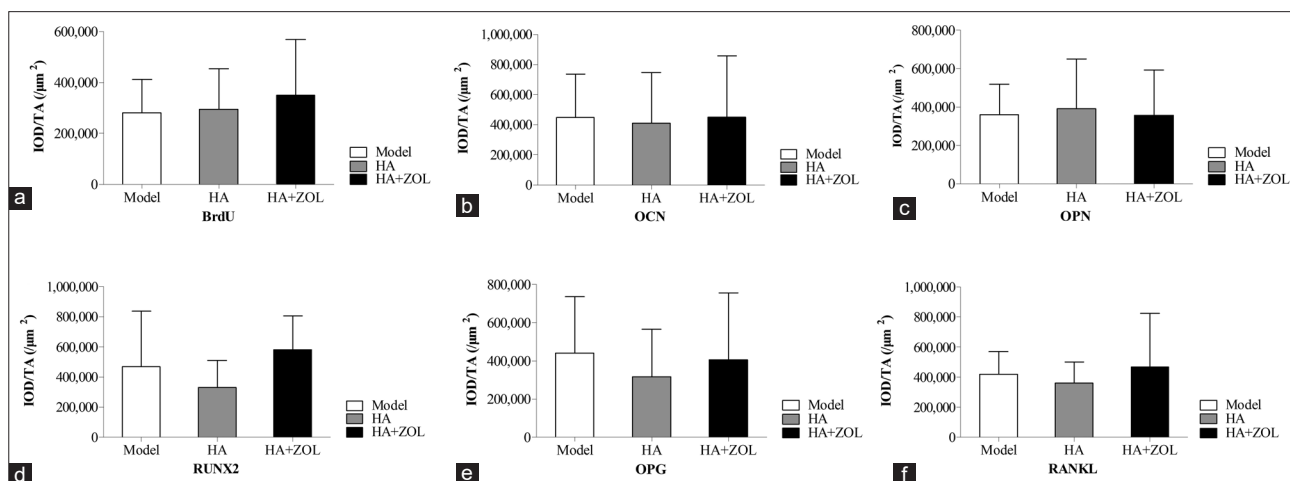 600,000
400,000
200,000
0
IOD/TA (/μm²)
Model
HA
HA+ZOL
BrdU
Model
HA
HA+ZOL
a
1,000,000
800,000
600,000
400,000
200,000
0
IOD/TA (/μm²)
Model
HA
HA+ZOL
OCN
Model
HA
HA+ZOL
b
800,000
600,000
400,000
200,000
0
IOD/TA (/μm²)
Model
HA
HA+ZOL
OPN
Model
HA
HA+ZOL
c
1,000,000
800,000
600,000
400,000
200,000
0
IOD/TA (/μm²)
Model
HA
HA+ZOL
RUNX2
Model
HA
HA+ZOL
d
800,000
600,000
400,000
200,000
0
IOD/TA (/μm²)
Model
HA
HA+ZOL
OPG
Model
HA
HA+ZOL
e
1,000,000
800,000
600,000
400,000
200,000
0
IOD/TA (/μm²)
Model
HA
HA+ZOL
RANKL
Model
HA
HA+ZOL
f